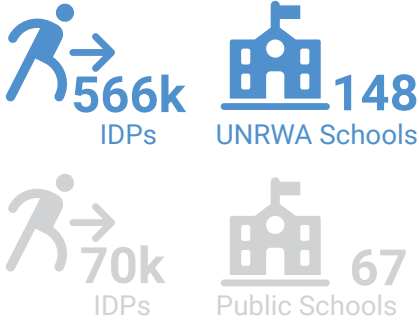 566k
IDPs
148
UNRWA Schools
70k
IDPs
67
Public Schools